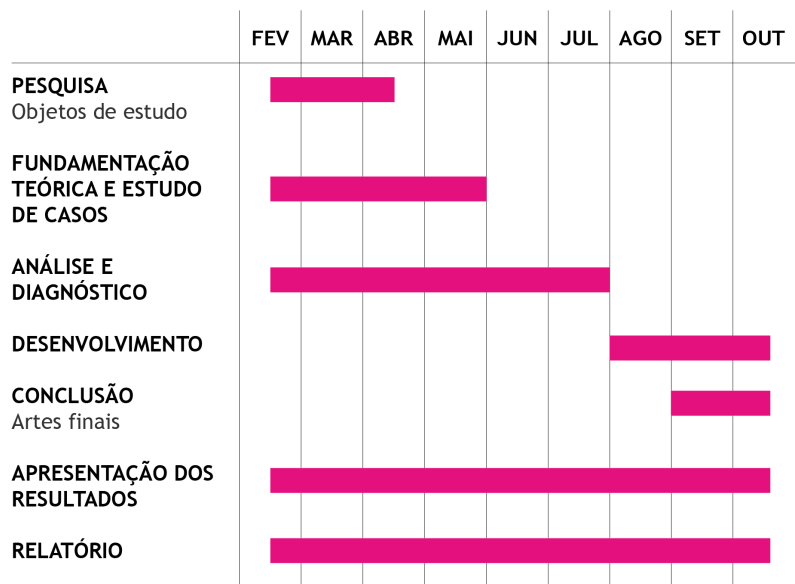 FEV MAR ABR MAI JUN JUL AGO SET OUT
PESQUISA
Objetos de estudo
FUNDAMENTAÇÃO
TEÓRICA E ESTUDO
DE CASOS
ANÁLISE E
DIAGNÓSTICO
DESENVOLVIMENTO
CONCLUSÃO
Artes finais
APRESENTAÇÃO DOS
RESULTADOS
RELATÓRIO